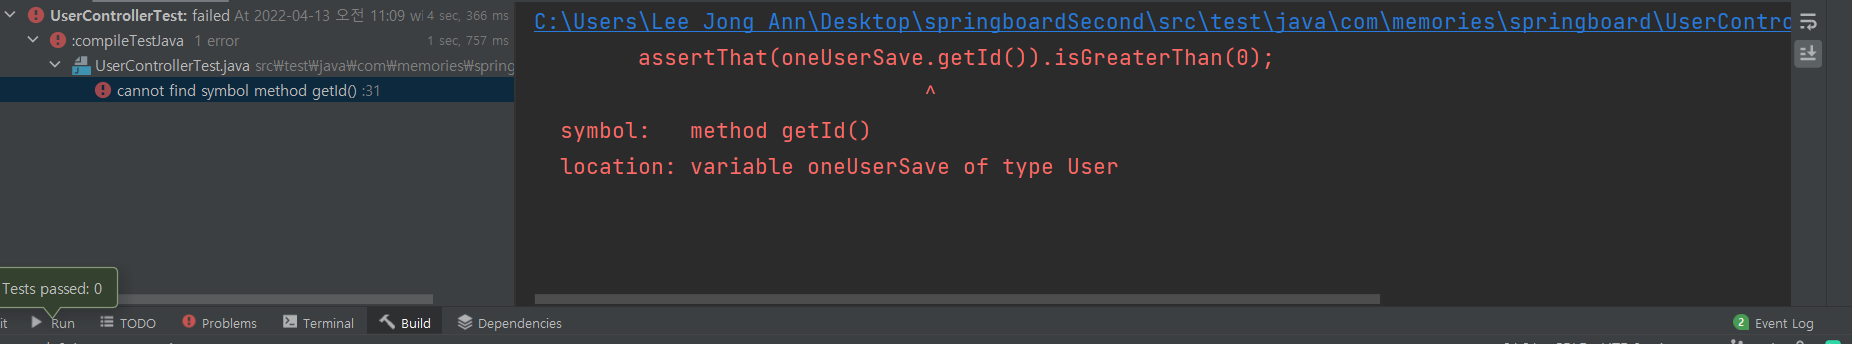 UserControllerTest: failed At 2022-04-13 오전 11:09 wi 4 sec, 366 ms
:compileTestJava 1 error 1 sec, 757 ms
UserControllerTest.java src₩test₩java₩com₩memories₩spring
cannot find symbol method getId() :31
C:\Users\Lee Jong Ann\Desktop\springboardSecond\src\test\java\com\memories\springboard\UserContro
assertThat(oneUserSave.getId()).isGreaterThan(0);
^
symbol: method getId()
location: variable oneUserSave of type User
Tests passed: 0
it Run TODO Problems Terminal Build Dependencies 2 Event Log